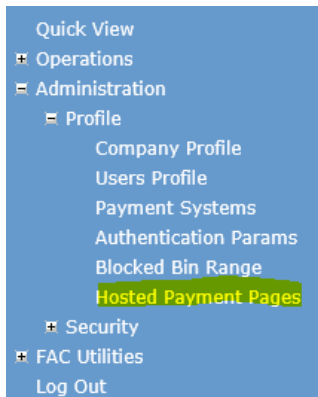 Quick View
Operations
Administration
Profile
Company Profile
Users Profile
Payment Systems
Authentication Params
Blocked Bin Range
Hosted Payment Pages
Security
FAC Utilities
Log Out